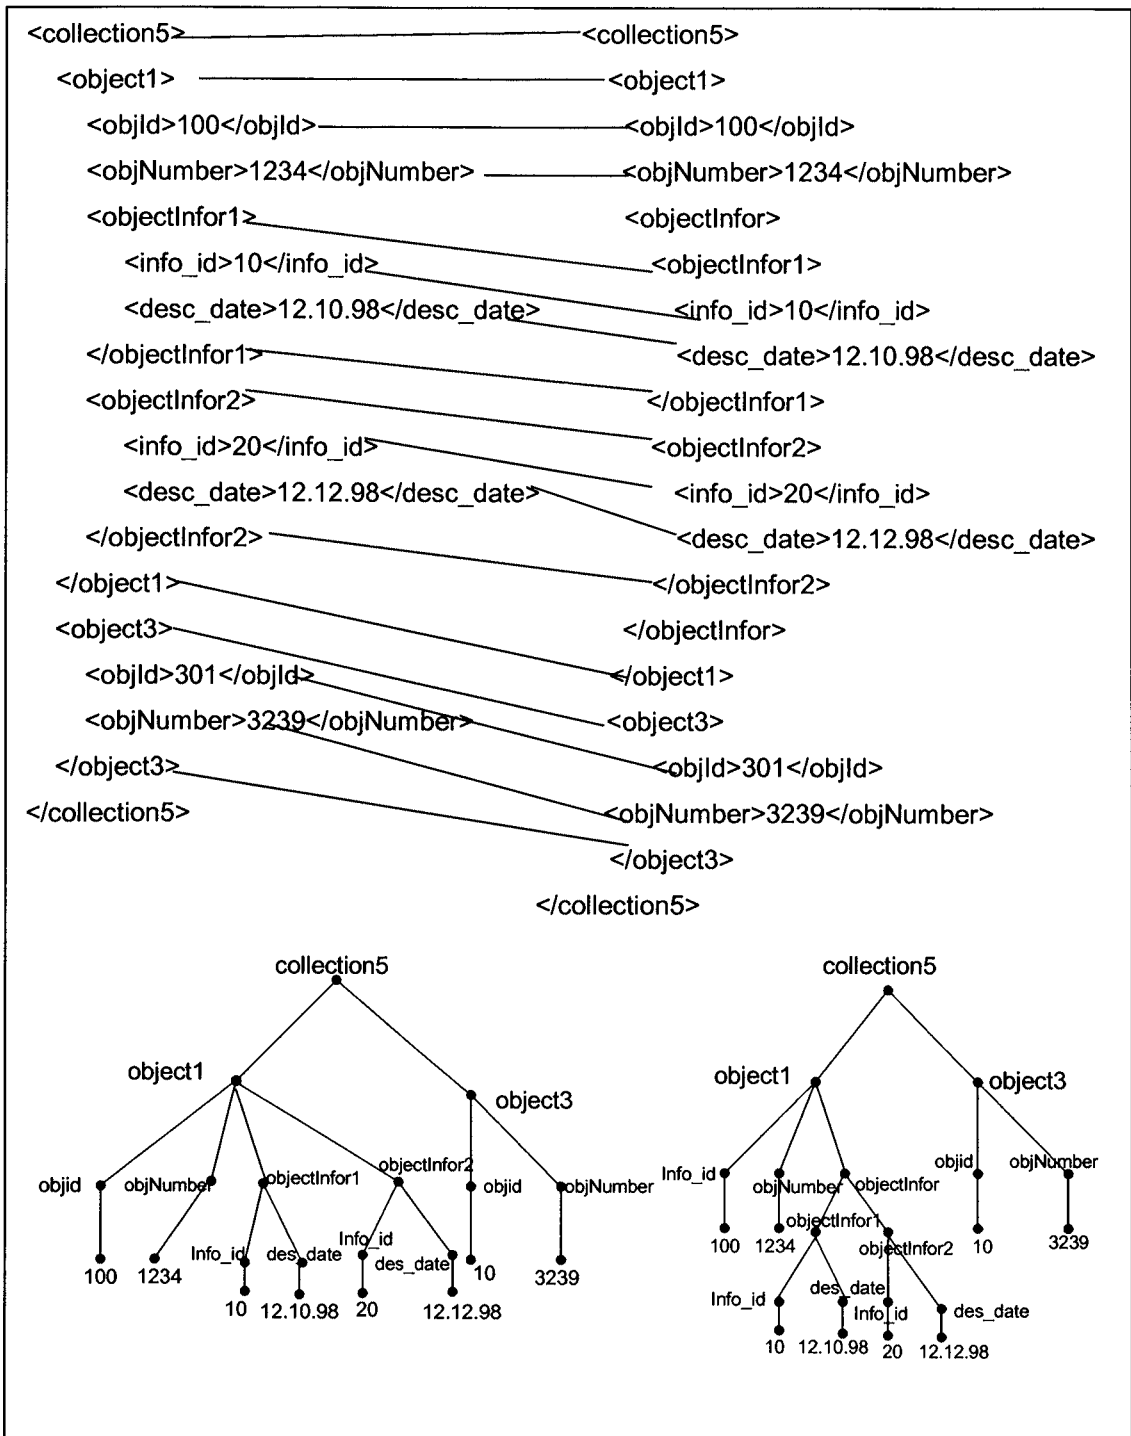 <collection5> <collection5>
<object1> <object1>
<objId>100</objId> <objId>100</objId>
<objNumber>1234</objNumber> <objNumber>1234</objNumber>
<objectInfor1> <objectInfor>
<info_id>10</info_id> <objectInfor1>
<desc_date>12.10.98</desc_date> <info_id>10</info_id>
</objectInfor1> <desc_date>12.10.98</desc_date>
<objectInfor2> </objectInfor1>
<info_id>20</info_id> <objectInfor2>
<desc_date>12.12.98</desc_date> <info_id>20</info_id>
</objectInfor2> <desc_date>12.12.98</desc_date>
</object1> </objectInfor2>
<object3> </objectInfor>
<objId>301</objId> </object1>
<objNumber>3239</objNumber> <object3>
</object3> <objId>301</objId>
</collection5> <objNumber>3239</objNumber>
</object3>
</collection5>
collection5 collection5
object1 object3 object1 object3
objid objNumber objectInfor1 objectInfor2 objid objNumber Info_id objNumber objectInfor objid objNumber
Info_id des_date Info_id des_date objectInfor1 objectInfor2
100 1234 10 3239 100 1234 10 3239
10 12.10.98 20 12.12.98 Info_id des_date Info_id des_date
10 12.10.98 20 12.12.98